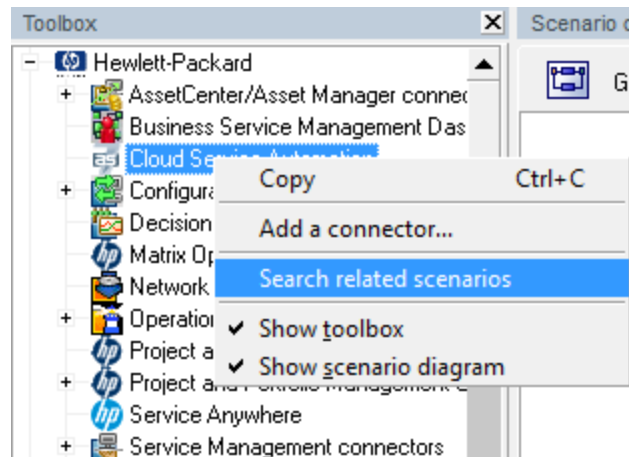 Toolbox
Scenario
Hewlett-Packard
G
AssetCenter/Asset Manager connec
Business Service Management Das
Cloud Service Automation
Copy Ctrl+C
Configura
Add a connector...
Decision
Matrix Op
Search related scenarios
Network
Operation
Show toolbox
Project a
Show scenario diagram
Project and Portfolio Management
Service Anywhere
Service Management connectors